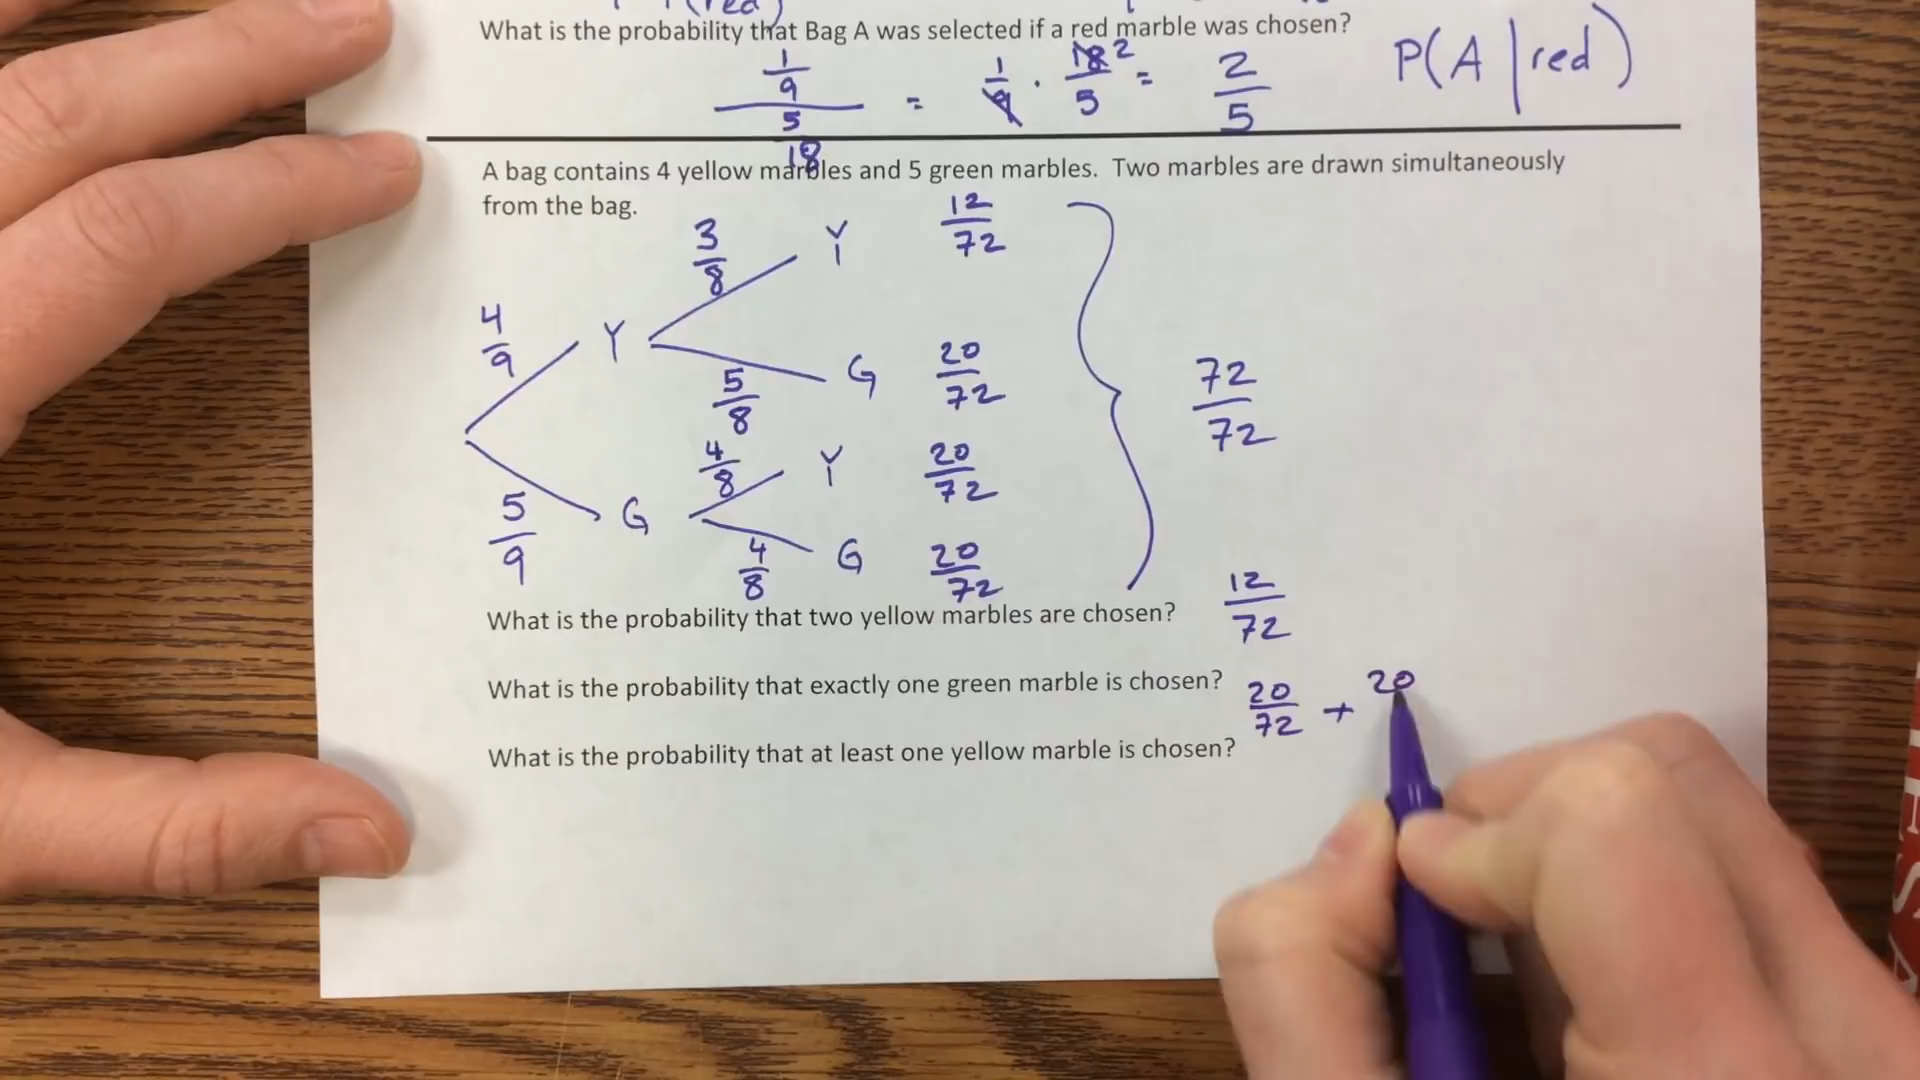 (red)
What is the probability that Bag A was selected if a red marble was chosen?
1/9 / 5/18 = 1/9 · 18/5 2 = 2/5 P(A | red)
A bag contains 4 yellow marbles and 5 green marbles. Two marbles are drawn simultaneously
from the bag.
3/8 Y 12/72
4/9 Y
5/8 G 20/72
72/72
4/8 Y 20/72
5/9 G
4/8 G 20/72
What is the probability that two yellow marbles are chosen? 12/72
What is the probability that exactly one green marble is chosen? 20/72 + 20
What is the probability that at least one yellow marble is chosen?